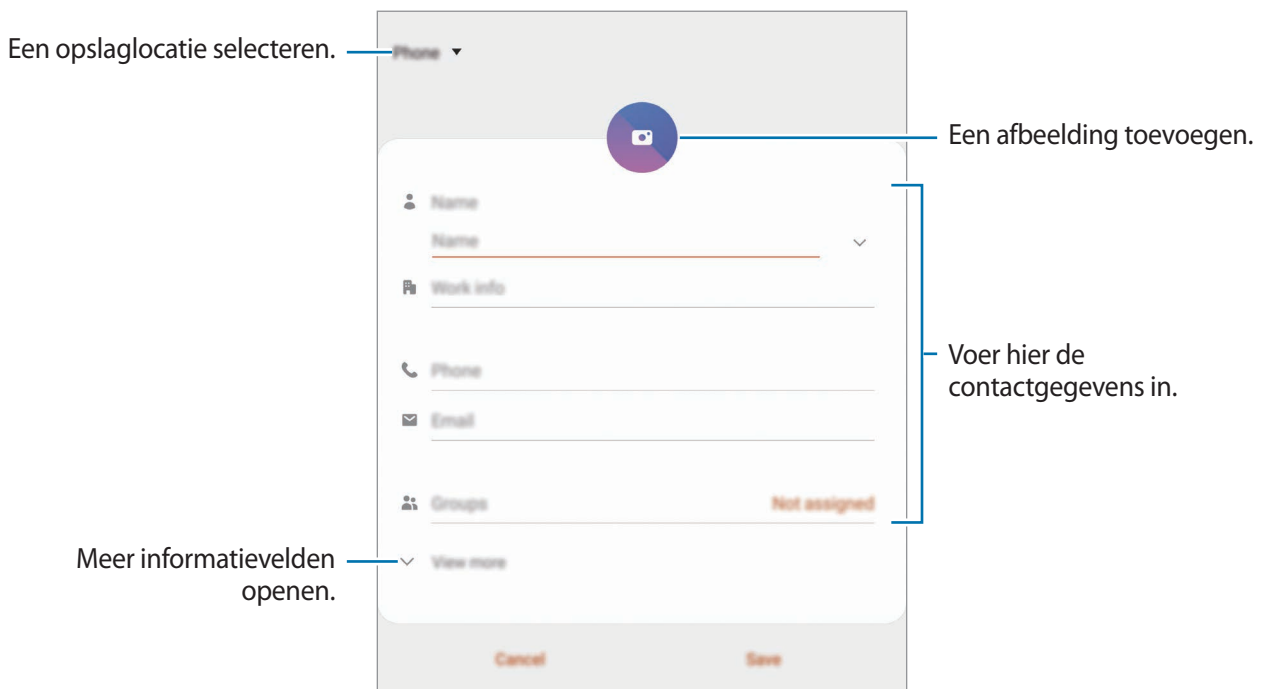 Een opslaglocatie selecteren.
Phone
Een afbeelding toevoegen.
Name
Name
Work info
Phone
Voer hier de
contactgegevens in.
Email
Groups Not assigned
Meer informatievelden
openen.
View more
Cancel Save